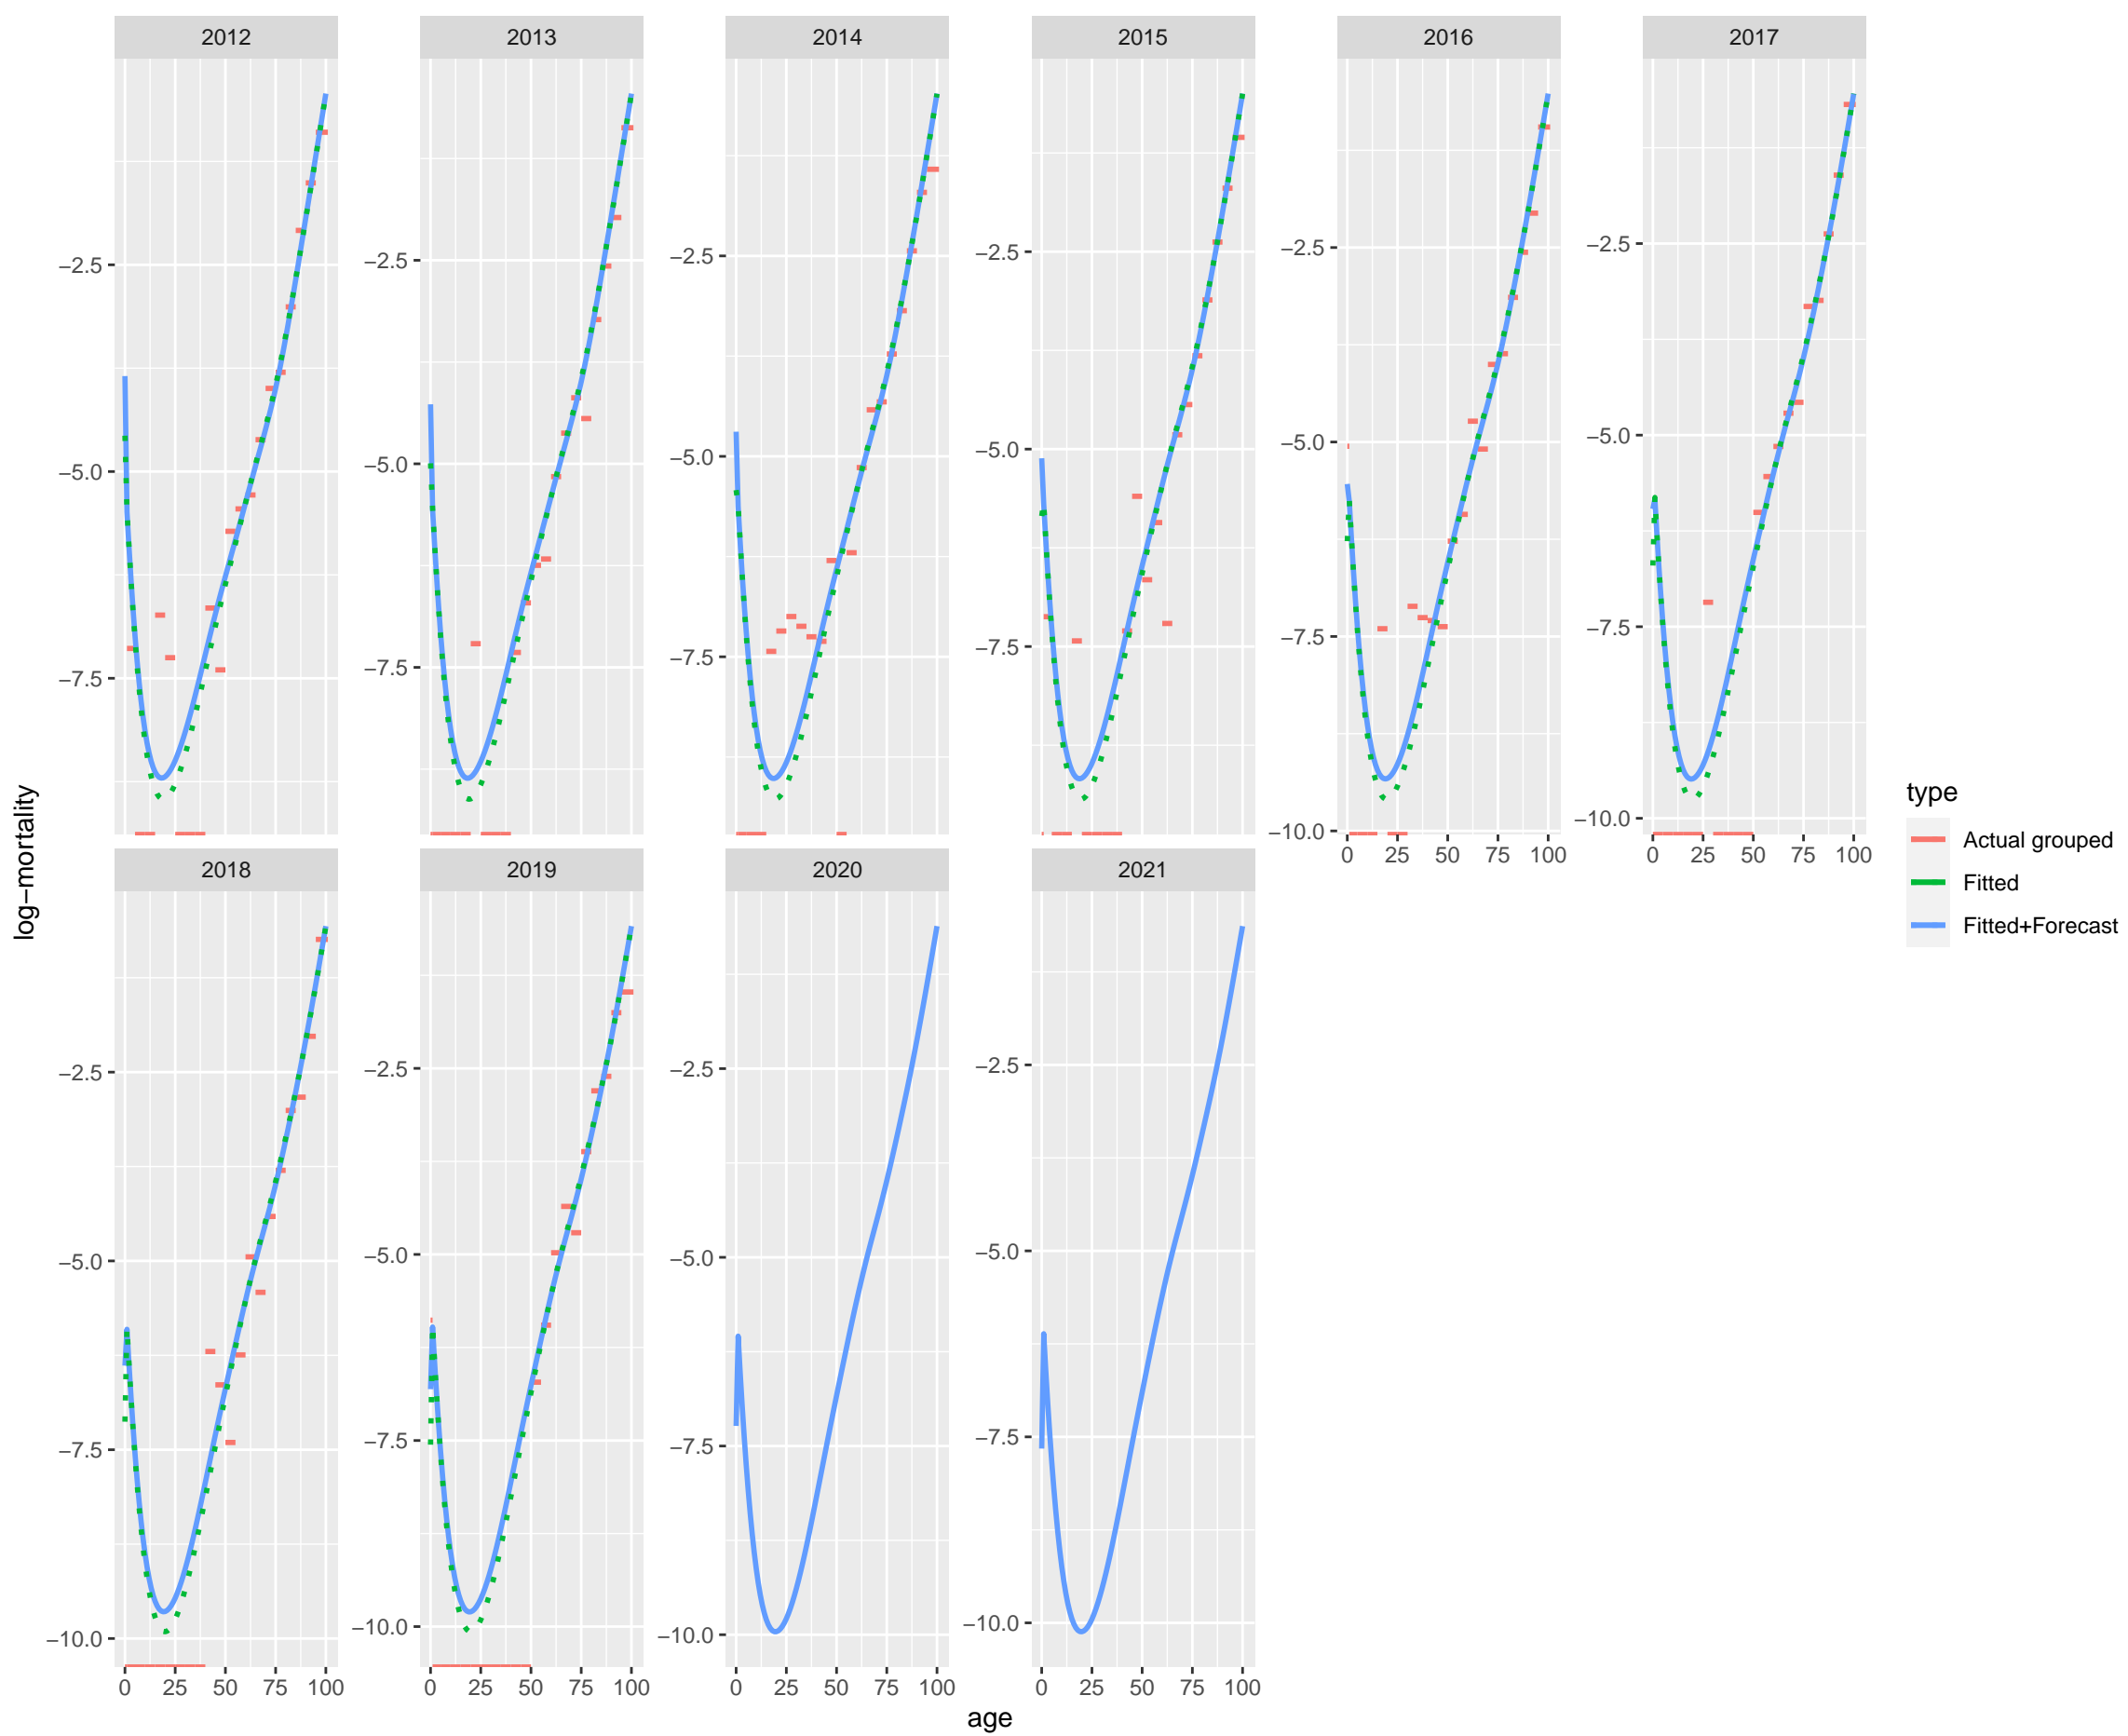 2012 2013 2014 2015 2016 2017
−2.5 −5.0 −7.5
−2.5 −5.0 −7.5
−2.5 −5.0 −7.5
−2.5 −5.0 −7.5
−2.5 −5.0 −7.5 −10.0
−2.5 −5.0 −7.5 −10.0
0 25 50 75 100
0 25 50 75 100
2018 2019 2020 2021
−2.5 −5.0 −7.5 −10.0
−2.5 −5.0 −7.5 −10.0
−2.5 −5.0 −7.5 −10.0
−2.5 −5.0 −7.5 −10.0
0 25 50 75 100
0 25 50 75 100
0 25 50 75 100
0 25 50 75 100
age
log−mortality
type
Actual grouped
Fitted
Fitted+Forecast